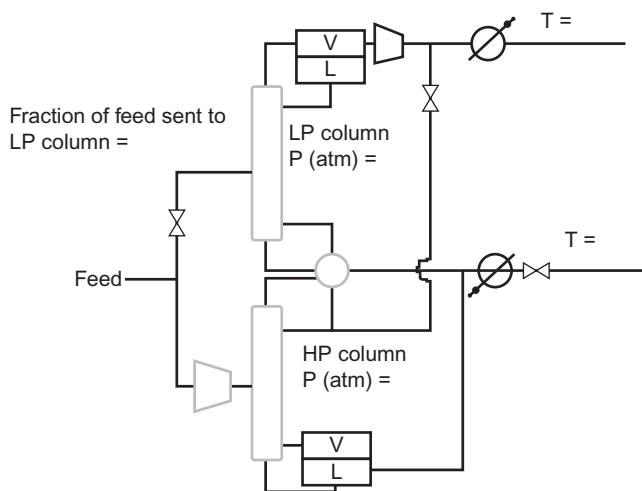 T =
V
L
Fraction of feed sent to
LP column =
LP column
P (atm) =
T =
Feed
HP column
P (atm) =
V
L